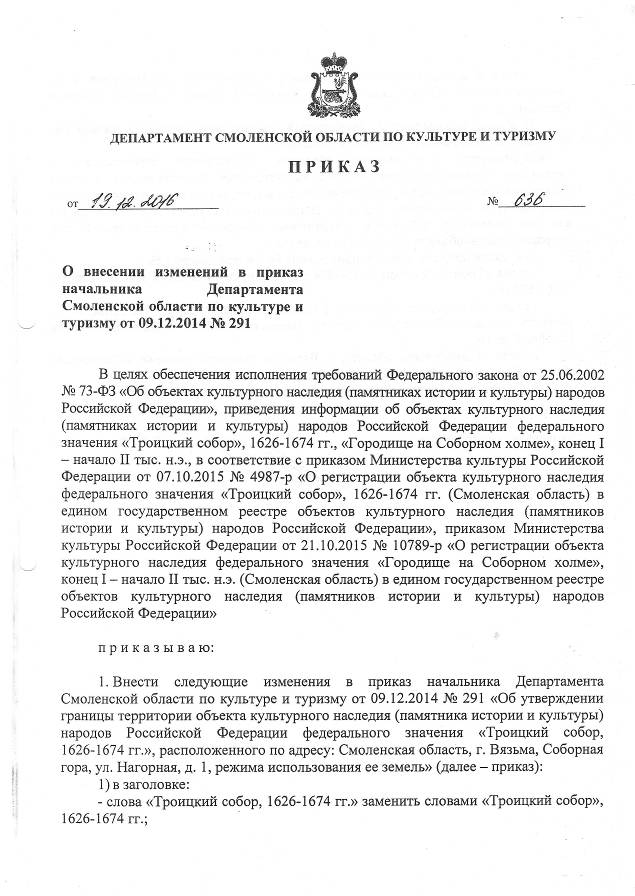 ДЕПАРТАМЕНТ СМОЛЕНСКОЙ ОБЛАСТИ ПО КУЛЬТУРЕ И ТУРИЗМУ
П Р И К А З
от 19.12.2016 № 636
О внесении изменений в приказ
начальника Департамента
Смоленской области по культуре и
туризму от 09.12.2014 № 291
В целях обеспечения исполнения требований Федерального закона от 25.06.2002
№ 73-ФЗ «Об объектах культурного наследия (памятниках истории и культуры) народов
Российской Федерации», приведения информации об объектах культурного наследия
(памятниках истории и культуры) народов Российской Федерации федерального
значения «Троицкий собор», 1626-1674 гг., «Городище на Соборном холме», конец I
– начало II тыс. н.э., в соответствие с приказом Министерства культуры Российской
Федерации от 07.10.2015 № 4987-р «О регистрации объекта культурного наследия
федерального значения «Троицкий собор», 1626-1674 гг. (Смоленская область) в
едином государственном реестре объектов культурного наследия (памятников
истории и культуры) народов Российской Федерации», приказом Министерства
культуры Российской Федерации от 21.10.2015 № 10789-р «О регистрации объекта
культурного наследия федерального значения «Городище на Соборном холме»,
конец I – начало II тыс. н.э. (Смоленская область) в едином государственном реестре
объектов культурного наследия (памятников истории и культуры) народов
Российской Федерации»
п р и к а з ы в а ю:
1. Внести следующие изменения в приказ начальника Департамента
Смоленской области по культуре и туризму от 09.12.2014 № 291 «Об утверждении
границы территории объекта культурного наследия (памятника истории и культуры)
народов Российской Федерации федерального значения «Троицкий собор,
1626-1674 гг.», расположенного по адресу: Смоленская область, г. Вязьма, Соборная
гора, ул. Нагорная, д. 1, режима использования ее земель» (далее – приказ):
1) в заголовке:
- слова «Троицкий собор, 1626-1674 гг.» заменить словами «Троицкий собор»,
1626-1674 гг.;